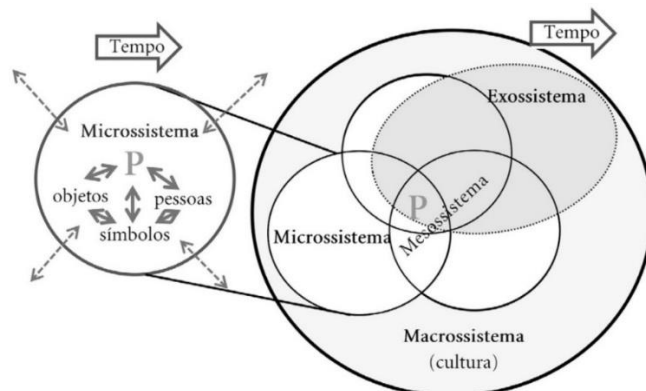 Tempo
Tempo
Microssistema
P
objetos
pessoas
símbolos
Exossistema
P
Mesossistema
Microssistema
Macrossistema
(cultura)